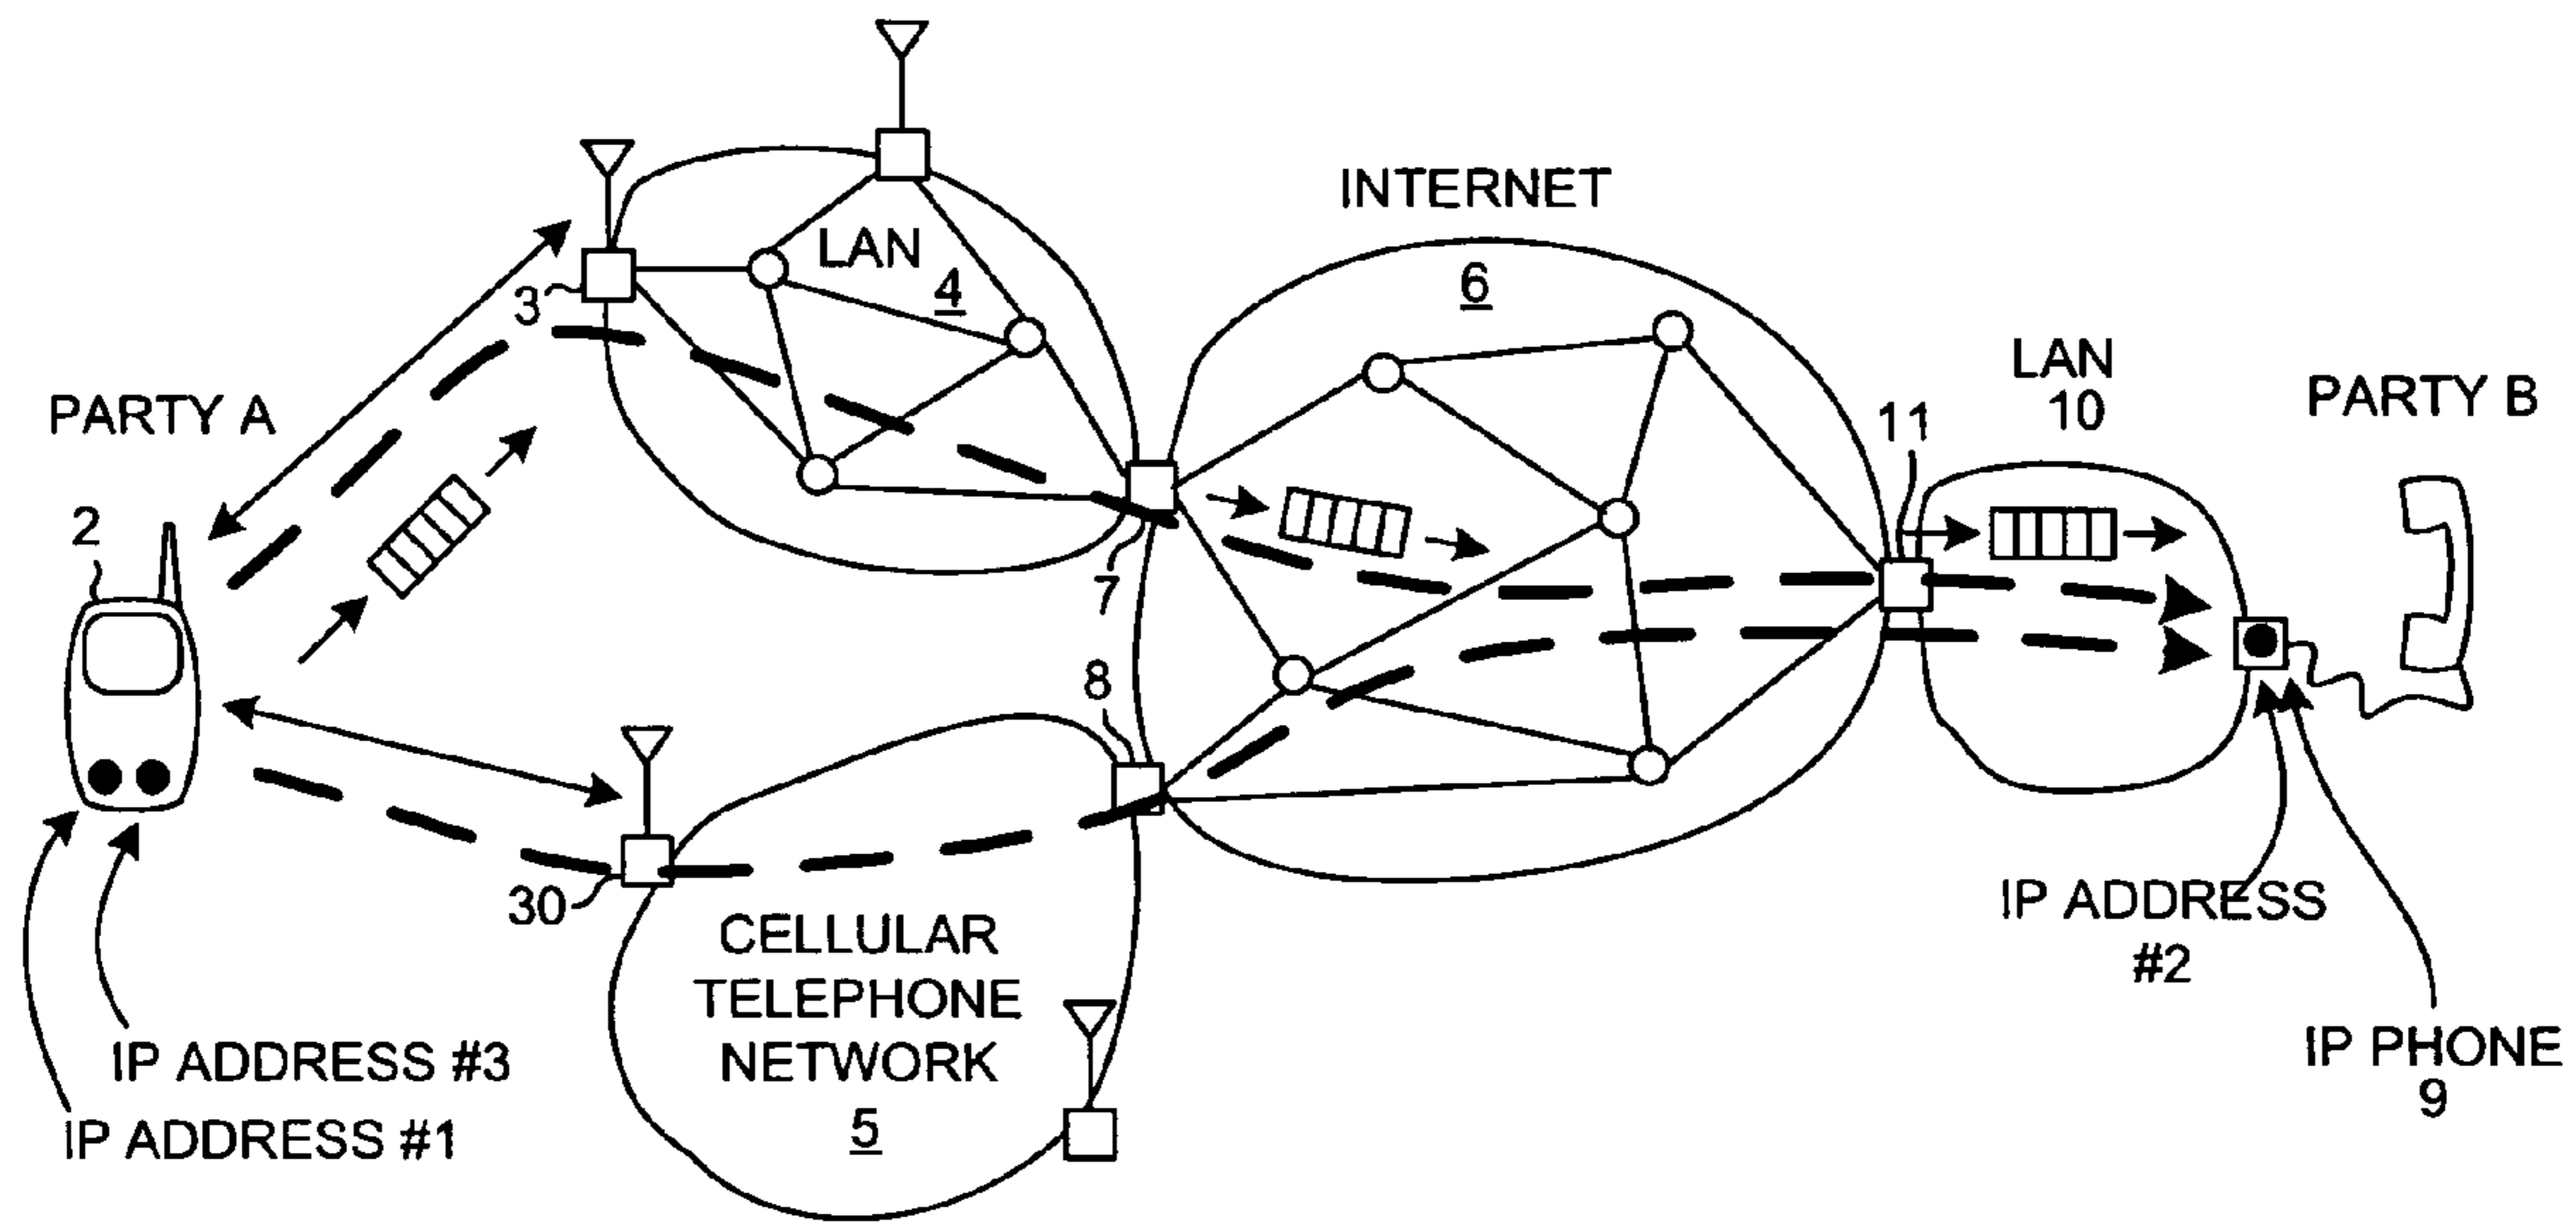 INTERNET
LAN
4
6
3
LAN
10
PARTY A
PARTY B
11
2
7
8
30
CELLULAR
TELEPHONE
NETWORK
5
IP ADDRESS
#2
IP PHONE
9
IP ADDRESS #3
IP ADDRESS #1